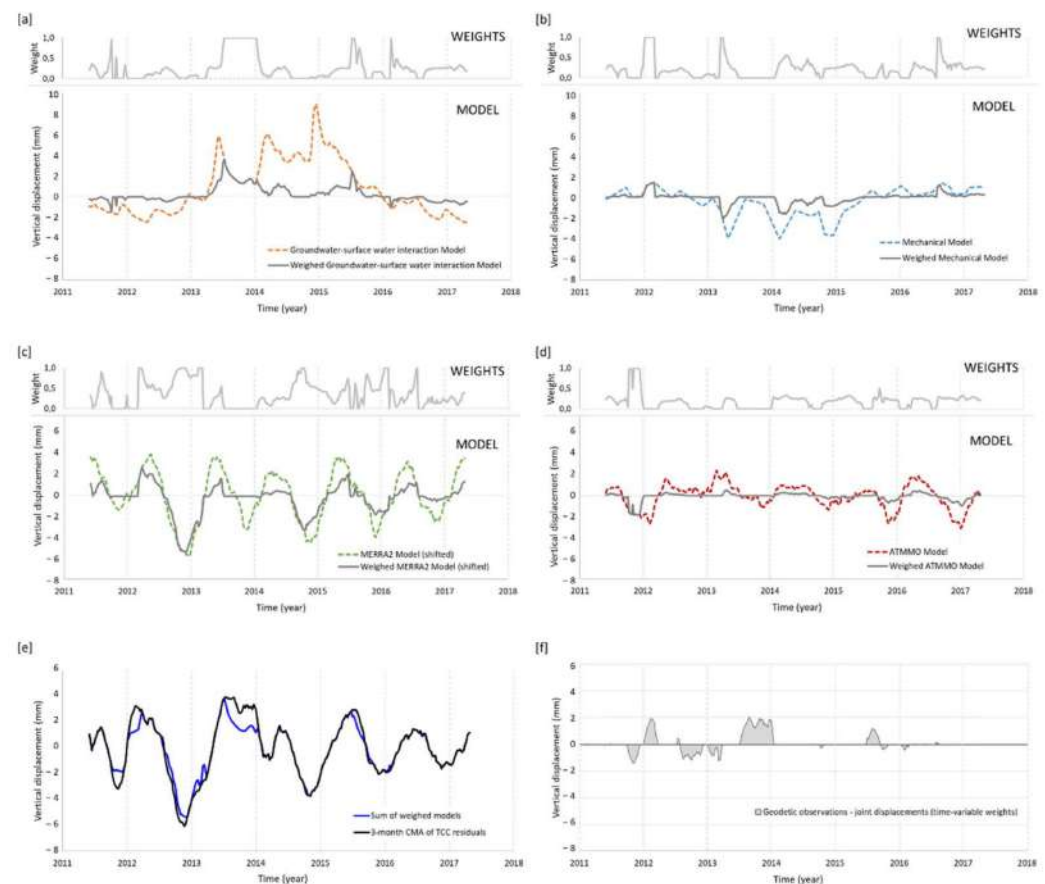 [a]
WEIGHTS
Weight
1,0
0,5
0,0
MODEL
Vertical displacement (mm)
10
8
6
4
2
0
− 2
− 4
− 6
− 8
Groundwater-surface water interaction Model
Weighed Groundwater-surface water interaction Model
2011 2012 2013 2014 2015 2016 2017 2018
Time (year)
[b]
WEIGHTS
Weight
1,0
0,5
0,0
MODEL
Vertical displacement (mm)
10
8
6
4
2
0
− 2
− 4
− 6
− 8
Mechanical Model
Weighed Mechanical Model
2011 2012 2013 2014 2015 2016 2017 2018
Time (year)
[c]
WEIGHTS
Weight
1,0
0,5
0,0
MODEL
Vertical displacement (mm)
6
4
2
0
− 2
− 4
− 6
− 8
MERRA2 Model (shifted)
Weighed MERRA2 Model (shifted)
2011 2012 2013 2014 2015 2016 2017 2018
Time (year)
[d]
WEIGHTS
Weight
1,0
0,5
0,0
MODEL
Vertical displacement (mm)
6
4
2
0
− 2
− 4
− 6
− 8
ATMMO Model
Weighed ATMMO Model
2011 2012 2013 2014 2015 2016 2017 2018
Time (year)
[e]
Vertical displacement (mm)
6
4
2
0
− 2
− 4
− 6
− 8
Sum of weighed models
3-month CMA of TCC residuals
2011 2012 2013 2014 2015 2016 2017 2018
Time (year)
[f]
Vertical displacement (mm)
6
4
2
0
− 2
− 4
− 6
− 8
Geodetic observations - joint displacements (time-variable weights)
2011 2012 2013 2014 2015 2016 2017 2018
Time (year)